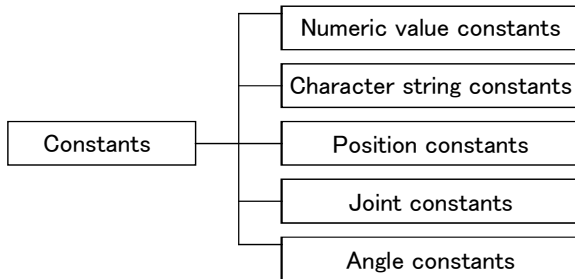 Constants
Numeric value constants
Character string constants
Position constants
Joint constants
Angle constants